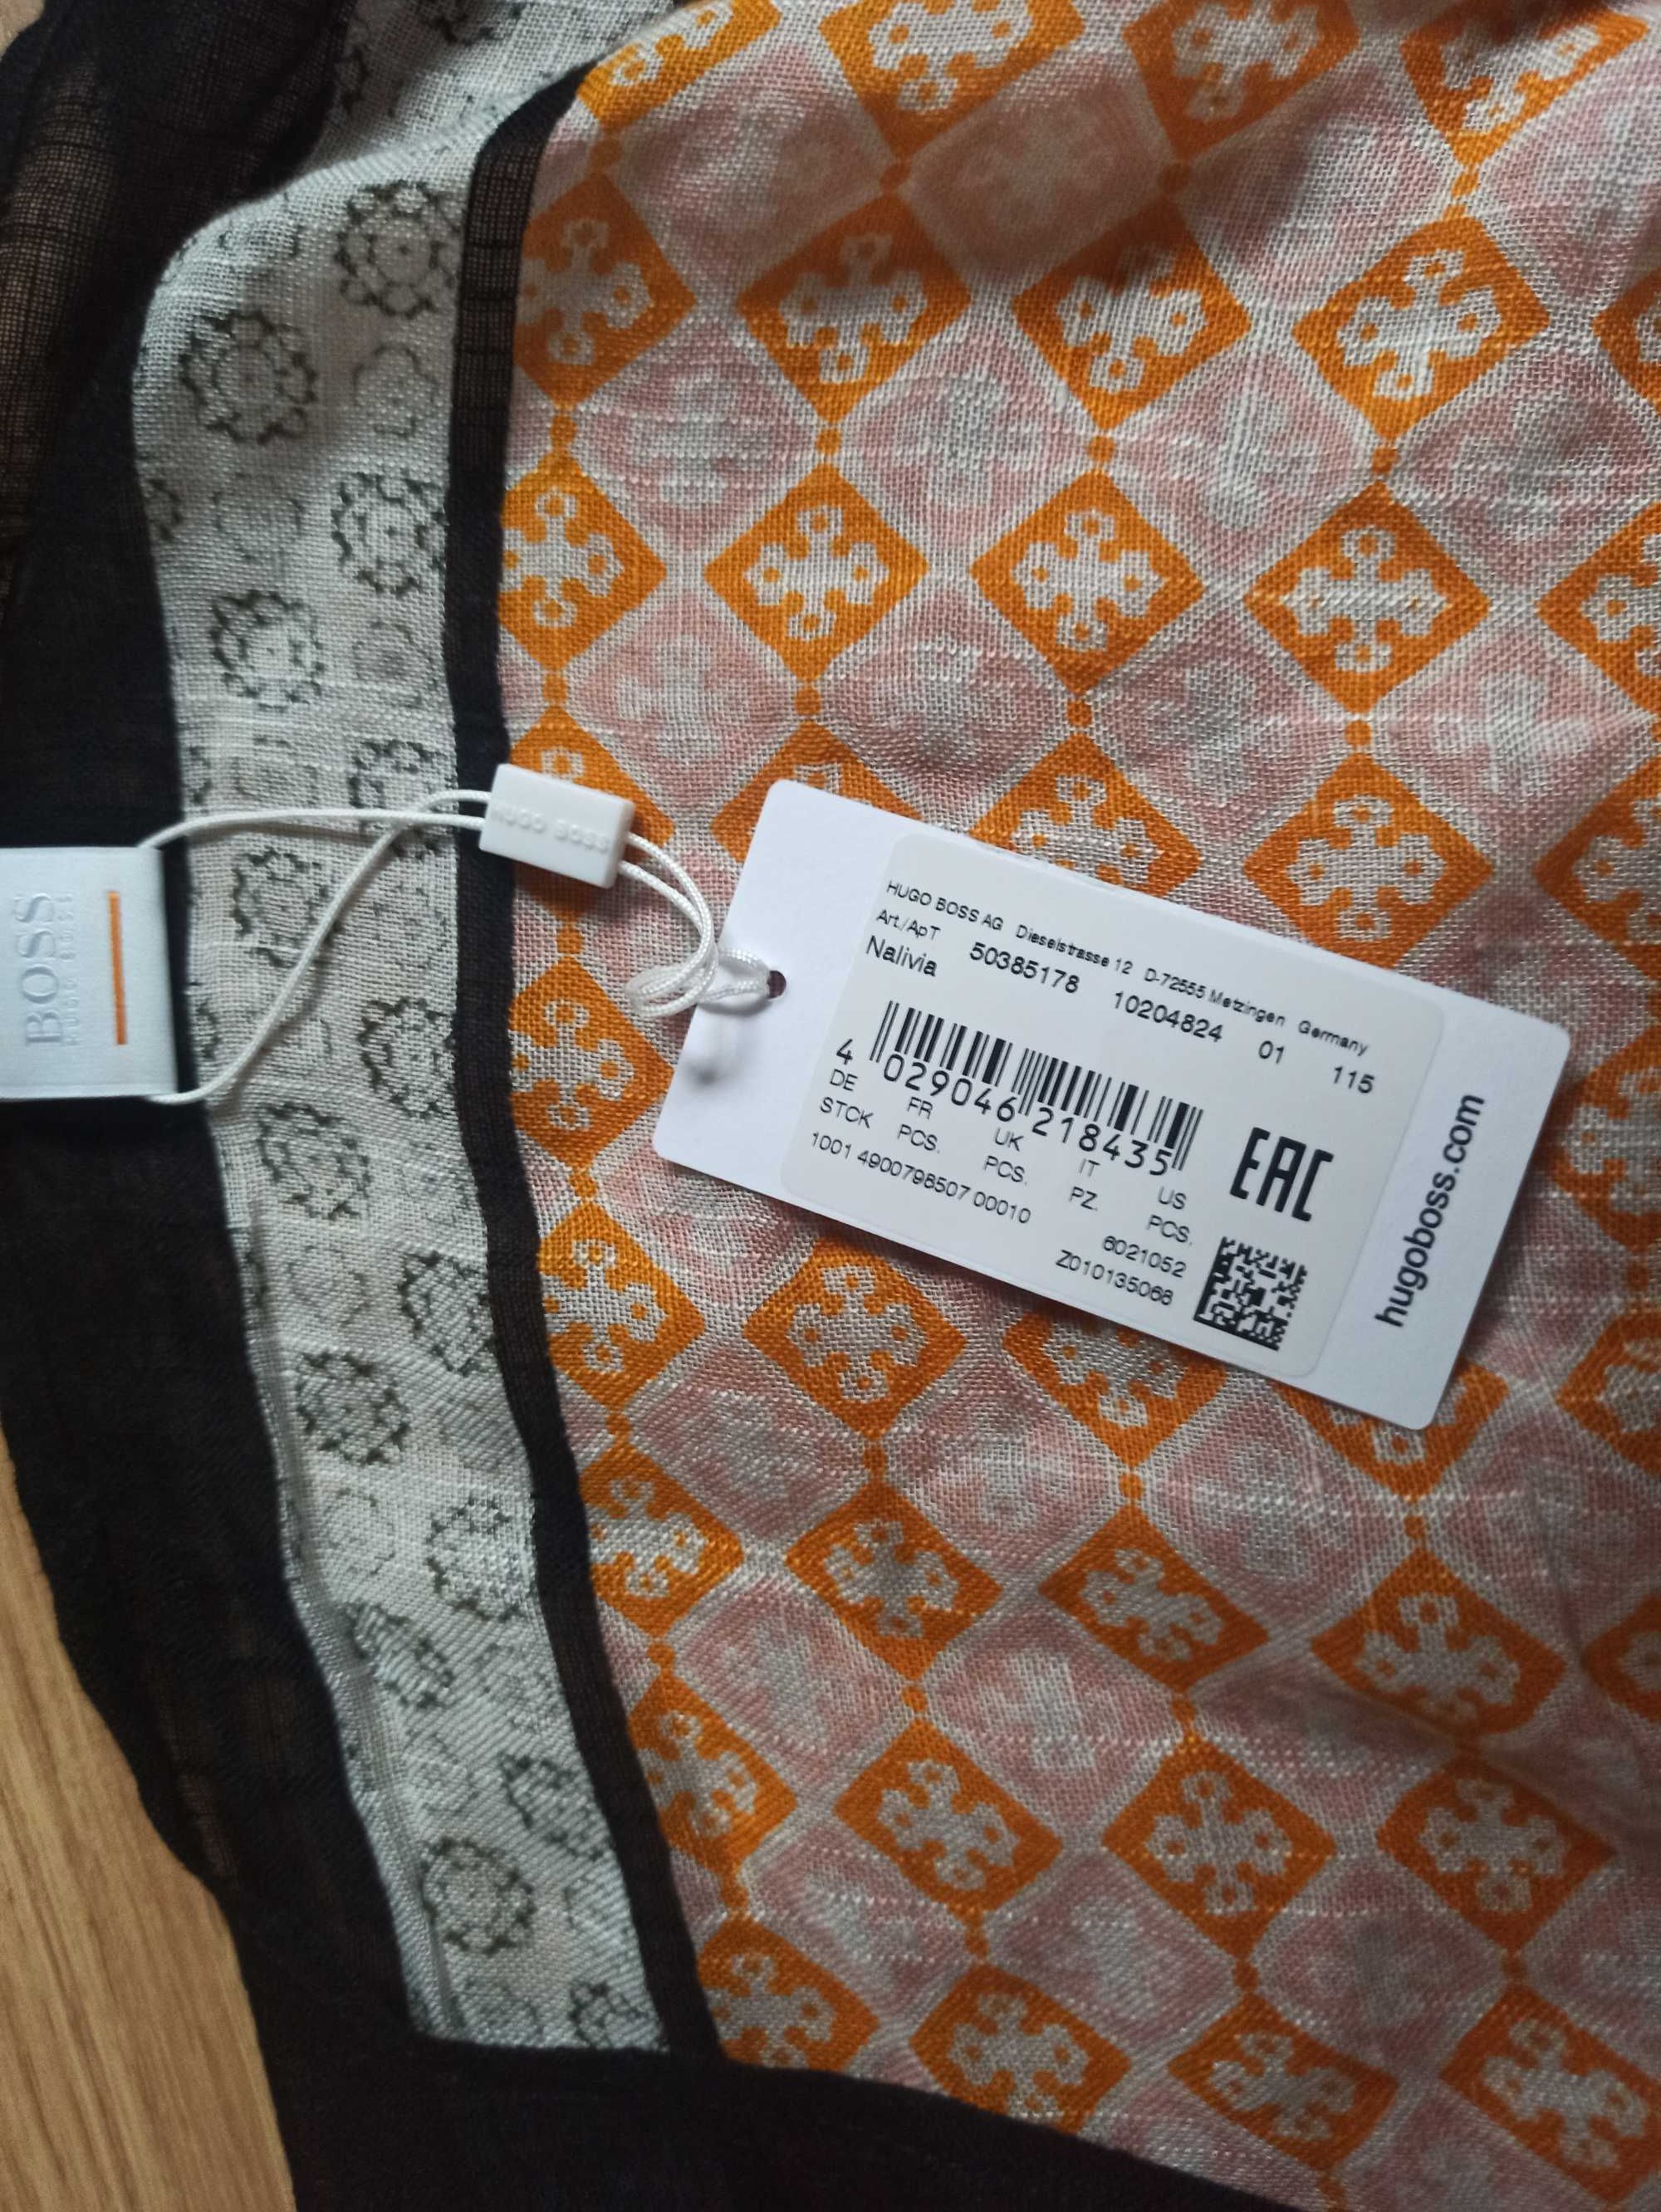 BOSS
HUGO BOSS
HUGO BOSS
HUGO BOSS AG Dieselstrasse 12 D-72555 Metzingen Germany
Art./АрТ 50385178 10204824 01 115
Nalivia
4 029046 218435
DE FR UK IT US
STCK PCS. PCS. PZ. PCS.
1001 4900798507 00010 6021052
Z010135068
EAC
hugoboss.com